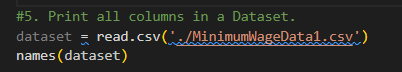 #5. Print all columns in a Dataset.
dataset = read.csv('./MinimumWageData1.csv')
names(dataset)